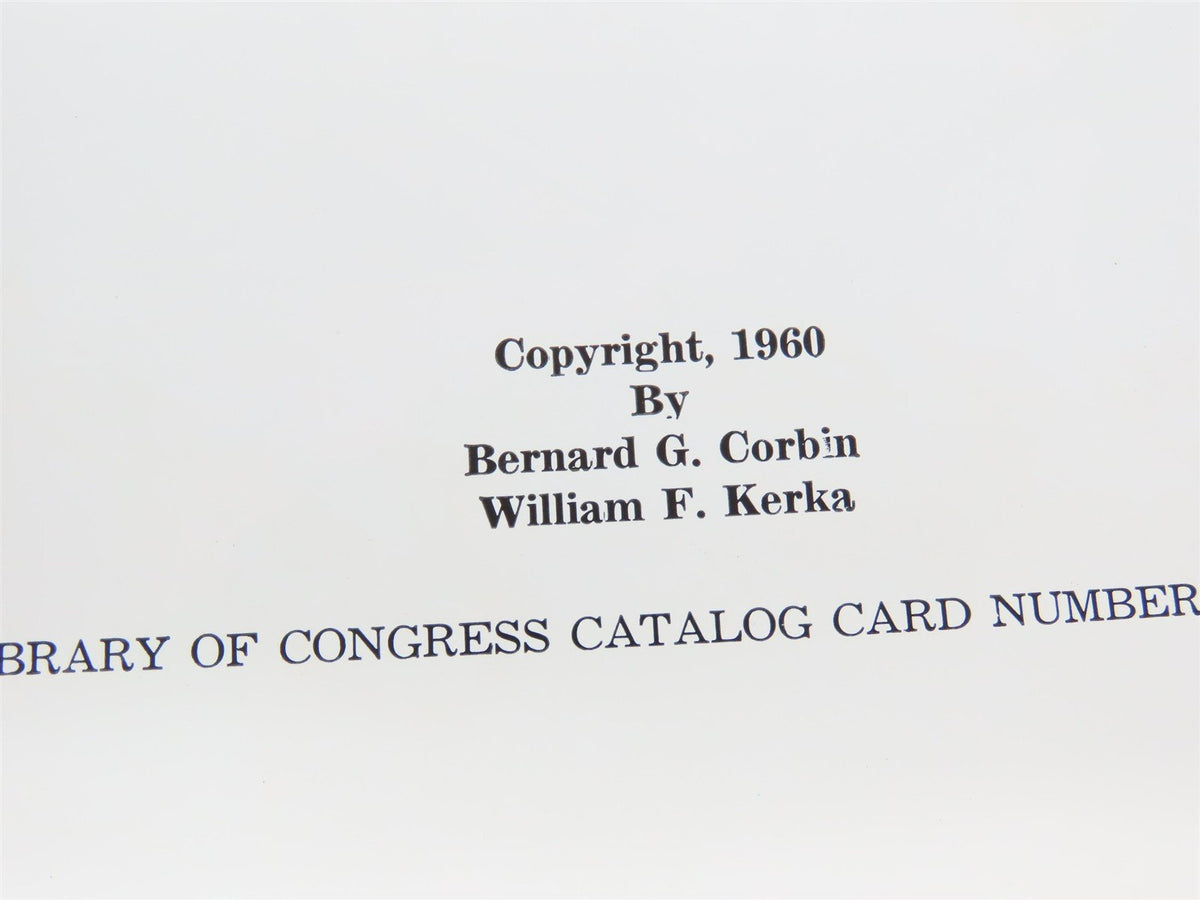 Copyright, 1960
By
Bernard G. Corbin
William F. Kerka
BRARY OF CONGRESS CATALOG CARD NUMBER